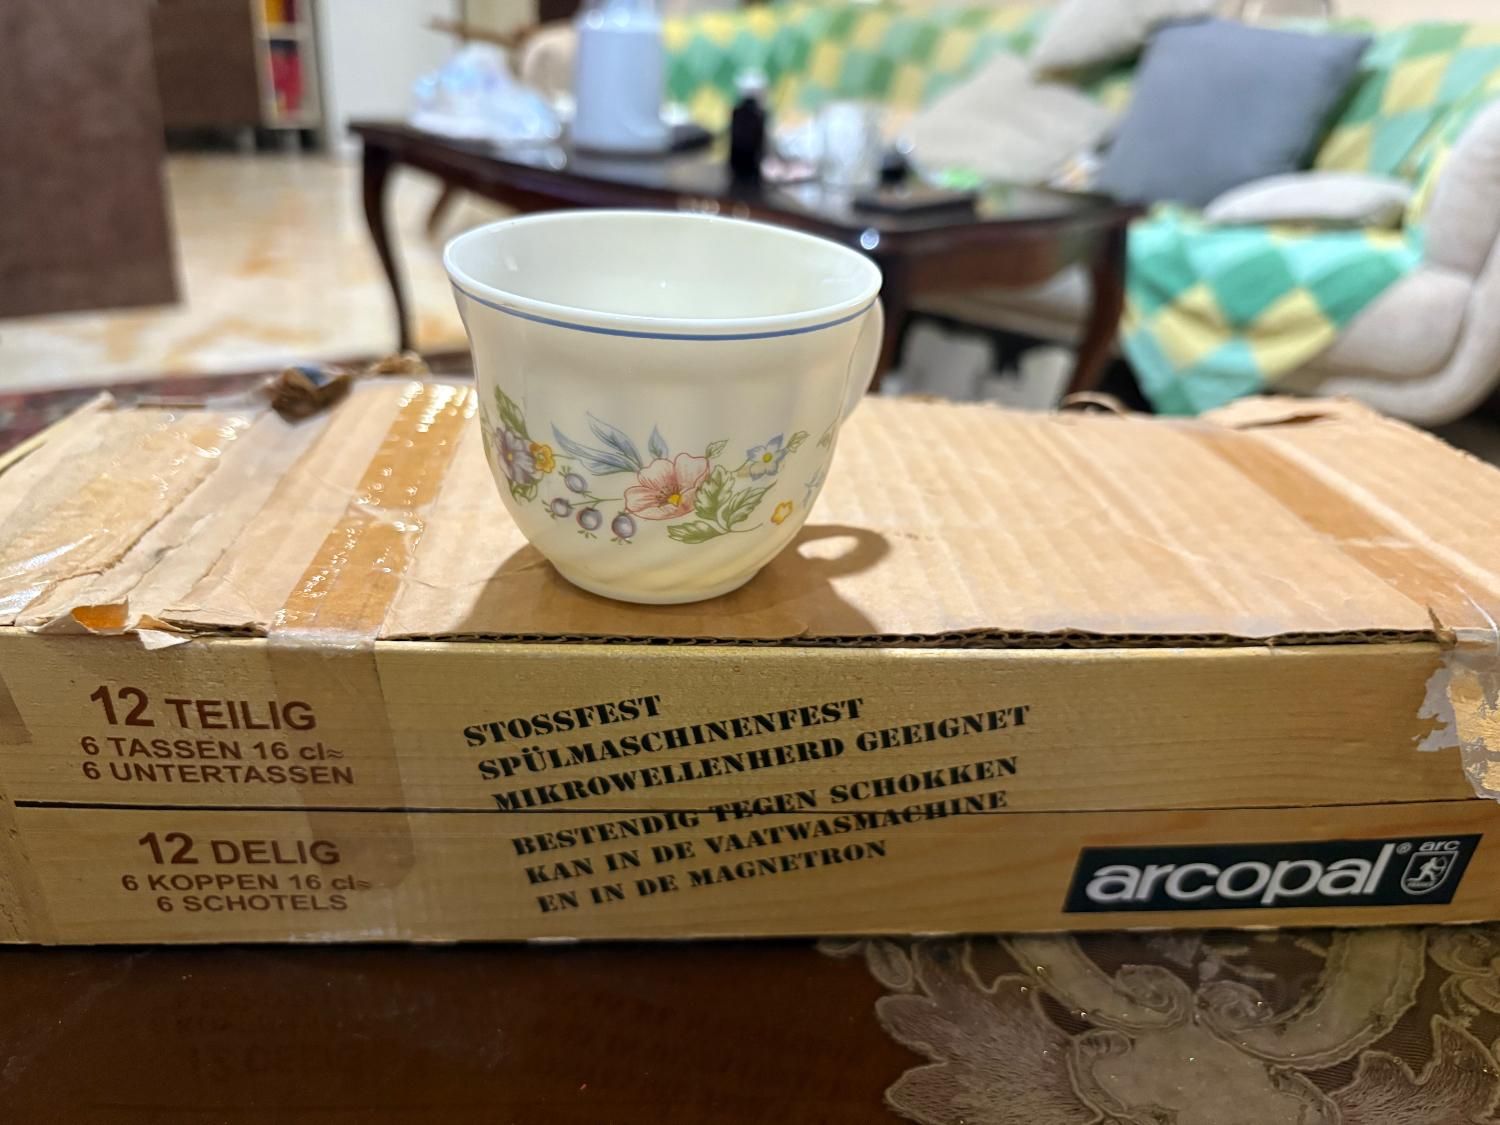 12 TEILIG
6 TASSEN 16 cl≈
6 UNTERTASSEN
STOSSFEST
SPÜLMASCHINENFEST
MIKROWELLENHERD GEEIGNET
12 DELIG
6 KOPPEN 16 cl≈
6 SCHOTELS
BESTENDIG TEGEN SCHOKKEN
KAN IN DE VAATWASMACHINE
EN IN DE MAGNETRON
arcopal®
arc